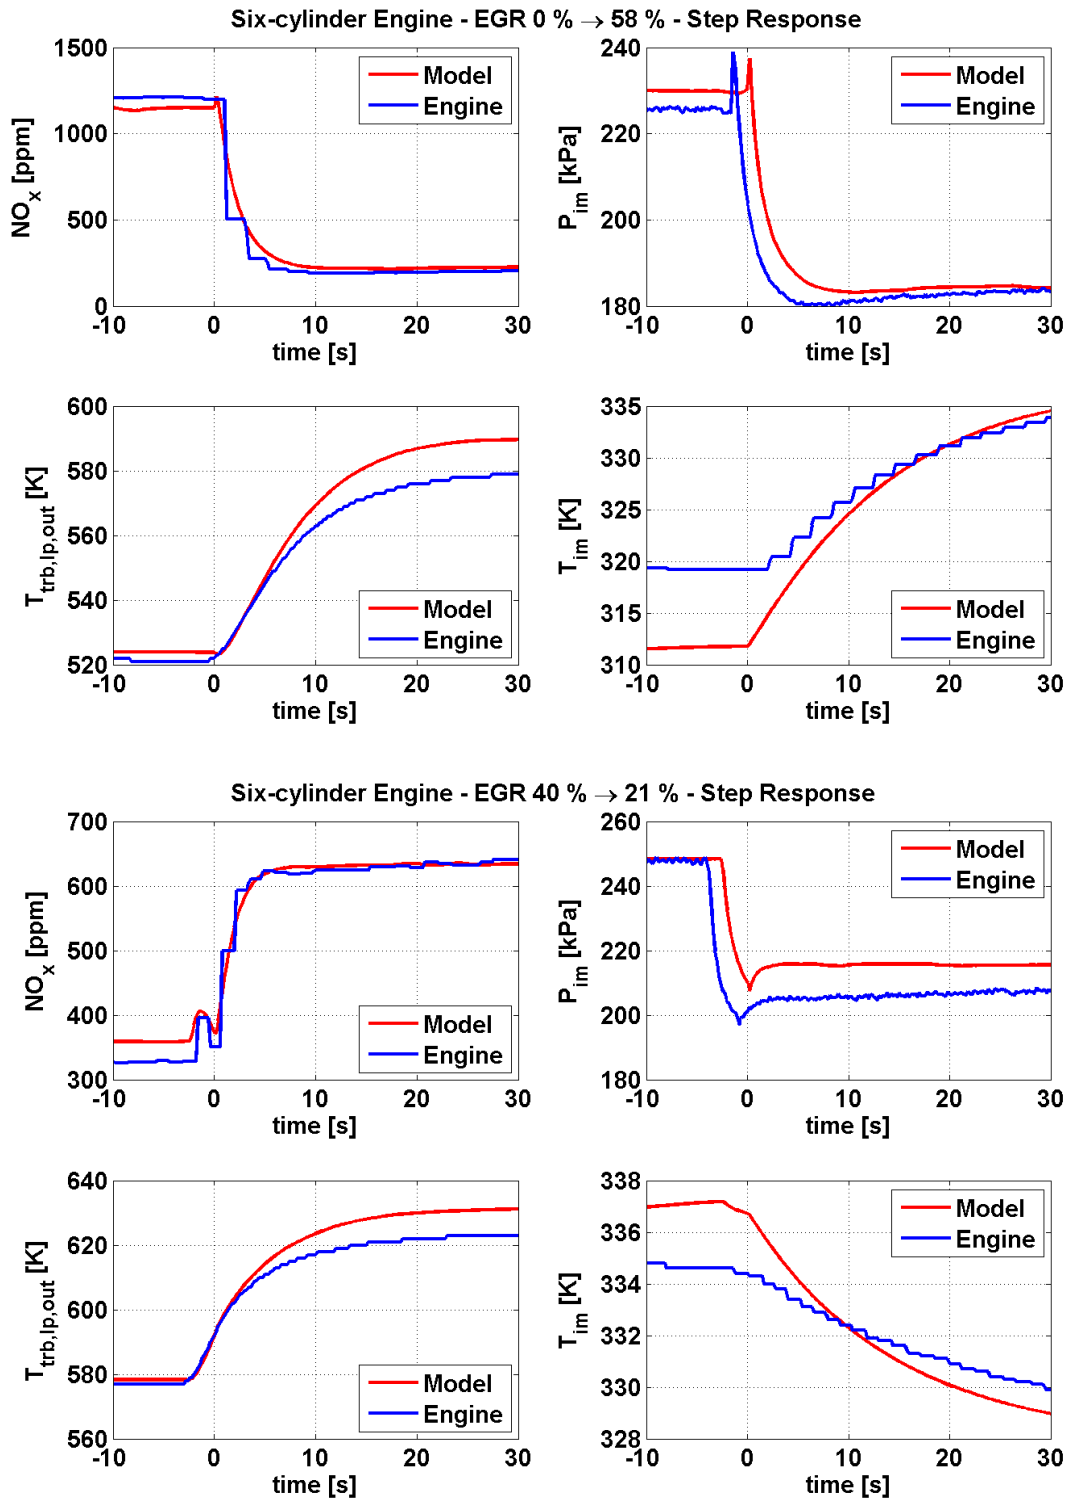 Six-cylinder Engine - EGR 0 % → 58 % - Step Response
1500
1000
500
0
-10 0 10 20 30
NOx [ppm]
time [s]
Model
Engine
240
220
200
180
-10 0 10 20 30
Pim [kPa]
time [s]
Model
Engine
600
580
560
540
520
-10 0 10 20 30
Ttrb,lp,out [K]
time [s]
Model
Engine
335
330
325
320
315
310
-10 0 10 20 30
Tim [K]
time [s]
Model
Engine
Six-cylinder Engine - EGR 40 % → 21 % - Step Response
700
600
500
400
300
-10 0 10 20 30
NOx [ppm]
time [s]
Model
Engine
260
240
220
200
180
-10 0 10 20 30
Pim [kPa]
time [s]
Model
Engine
640
620
600
580
560
-10 0 10 20 30
Ttrb,lp,out [K]
time [s]
Model
Engine
338
336
334
332
330
328
-10 0 10 20 30
Tim [K]
time [s]
Model
Engine